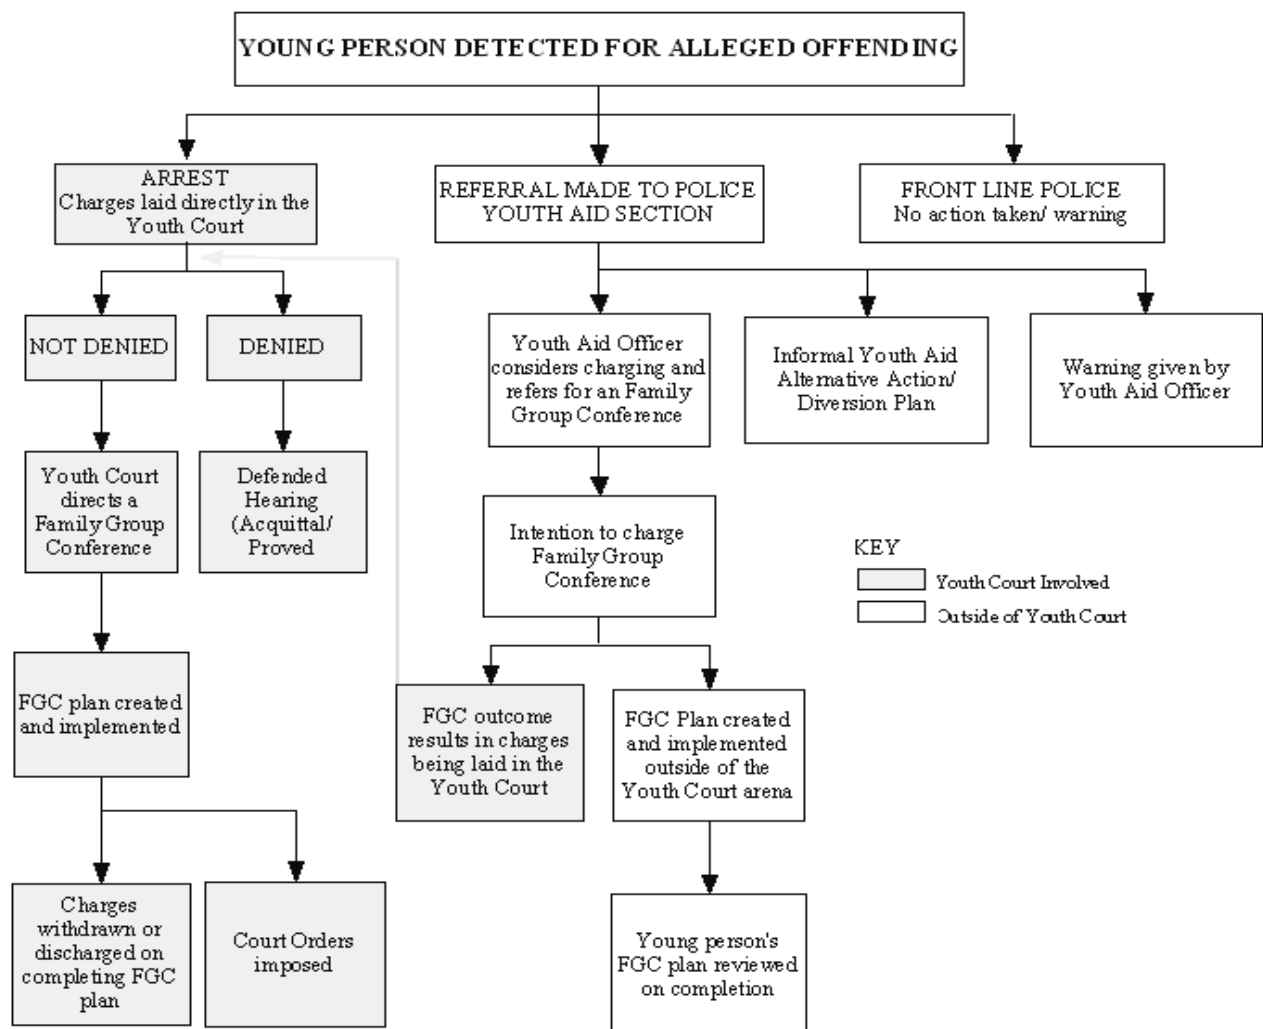 YOUNG PERSON DETECTED FOR ALLEGED OFFENDING
ARREST
Charges laid directly in the
Youth Court
REFERRAL MADE TO POLICE
YOUTH AID SECTION
FRONT LINE POLICE
No action taken/ warning
NOT DENIED
DENIED
Youth Aid Officer
considers charging and
refers for an Family
Group Conference
Informal Youth Aid
Alternative Action/
Diversion Plan
Warning given by
Youth Aid Officer
Youth Court
directs a
Family Group
Conference
Defended
Hearing
(Acquittal/
Proved
Intention to charge
Family Group
Conference
KEY
Youth Court Involved
Outside of Youth Court
FGC plan created
and implemented
FGC outcome
results in charges
being laid in the
Youth Court
FGC Plan created
and implemented
outside of the
Youth Court arena
Charges
withdrawn or
discharged on
completing FGC
plan
Court Orders
imposed
Young person's
FGC plan reviewed
on completion